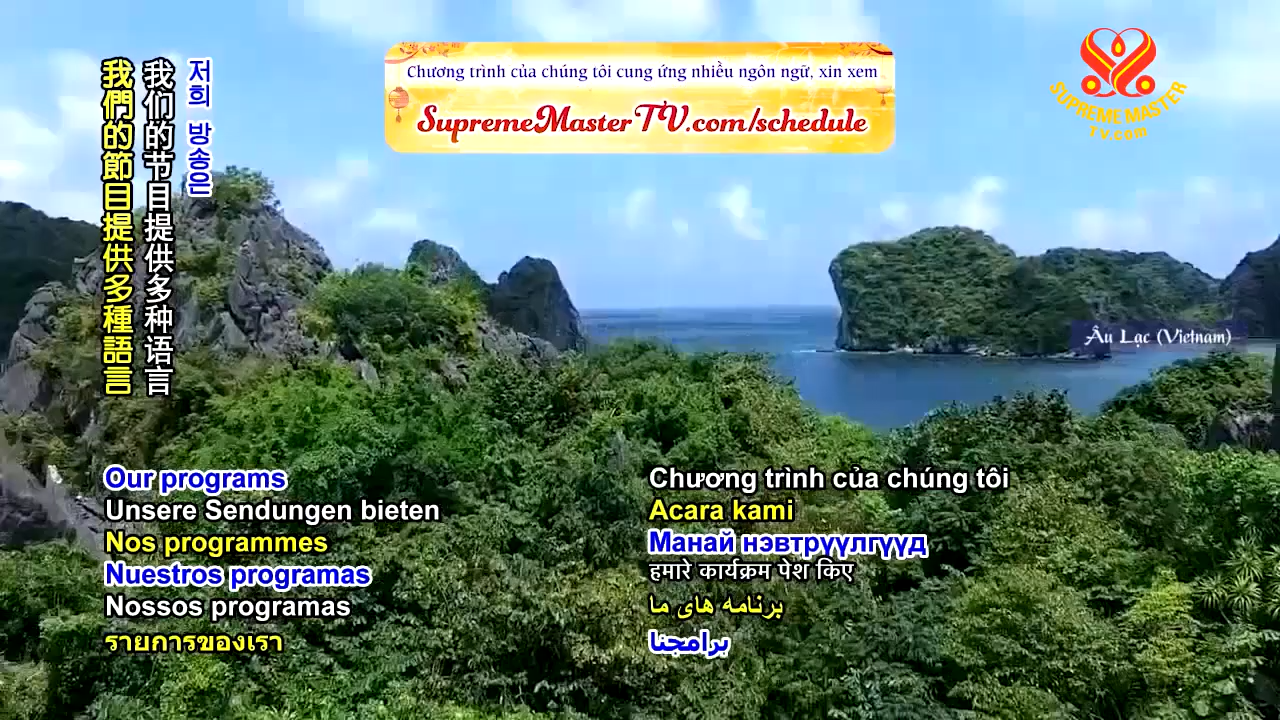 Chương trình của chúng tôi cung ứng nhiều ngôn ngữ, xin xem
SupremeMasterTV.com/schedule
SUPREME MASTER
TV.com
저희 방송은
我们的节目提供多种语言
我們的節目提供多種語言
Âu Lạc (Vietnam)
Our programs
Unsere Sendungen bieten
Nos programmes
Nuestros programas
Nossos programas
รายการของเรา
Chương trình của chúng tôi
Acara kami
Манай нэвтрүүлгүүд
हमारे कार्यक्रम पेश किए
برنامه های ما
برامجنا